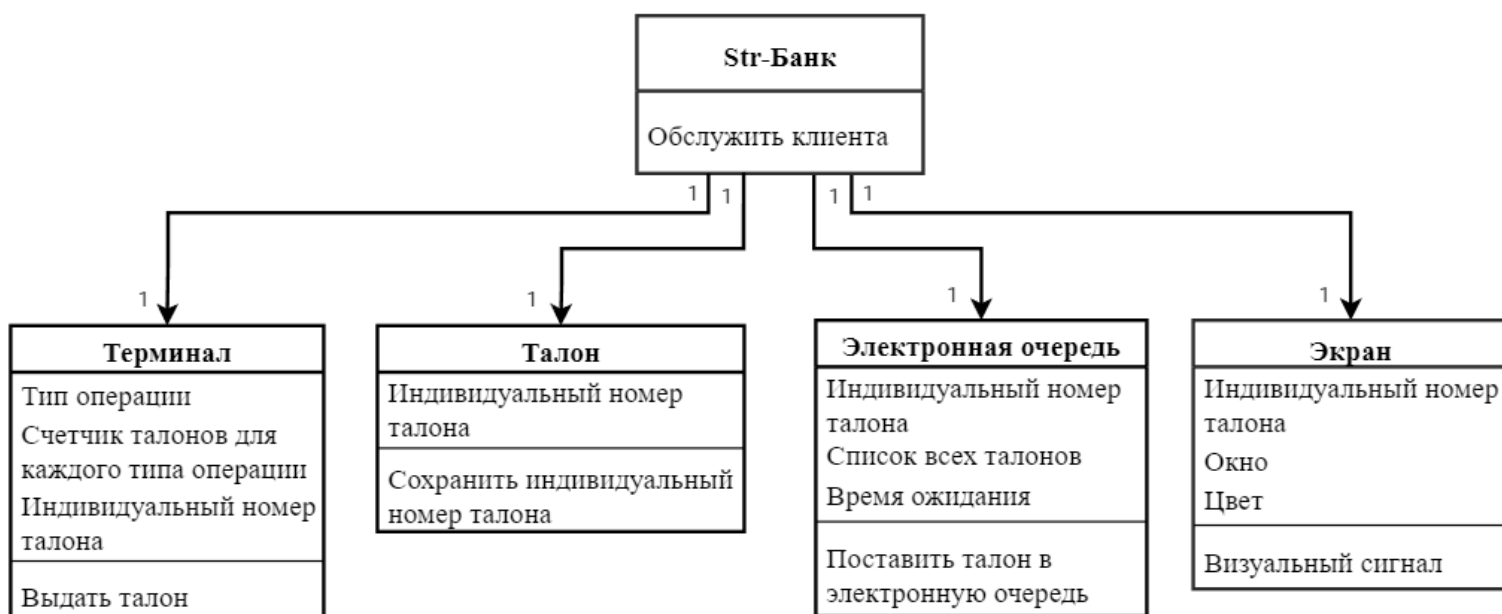 Str-Банк
Обслужить клиента
1
1
1
1
1
1
1
1
Терминал
Тип операции
Счетчик талонов для
каждого типа операции
Индивидуальный номер
талона
Выдать талон
Талон
Индивидуальный номер
талона
Сохранить индивидуальный
номер талона
Электронная очередь
Индивидуальный номер
талона
Список всех талонов
Время ожидания
Поставить талон в
электронную очередь
Экран
Индивидуальный номер
талона
Окно
Цвет
Визуальный сигнал